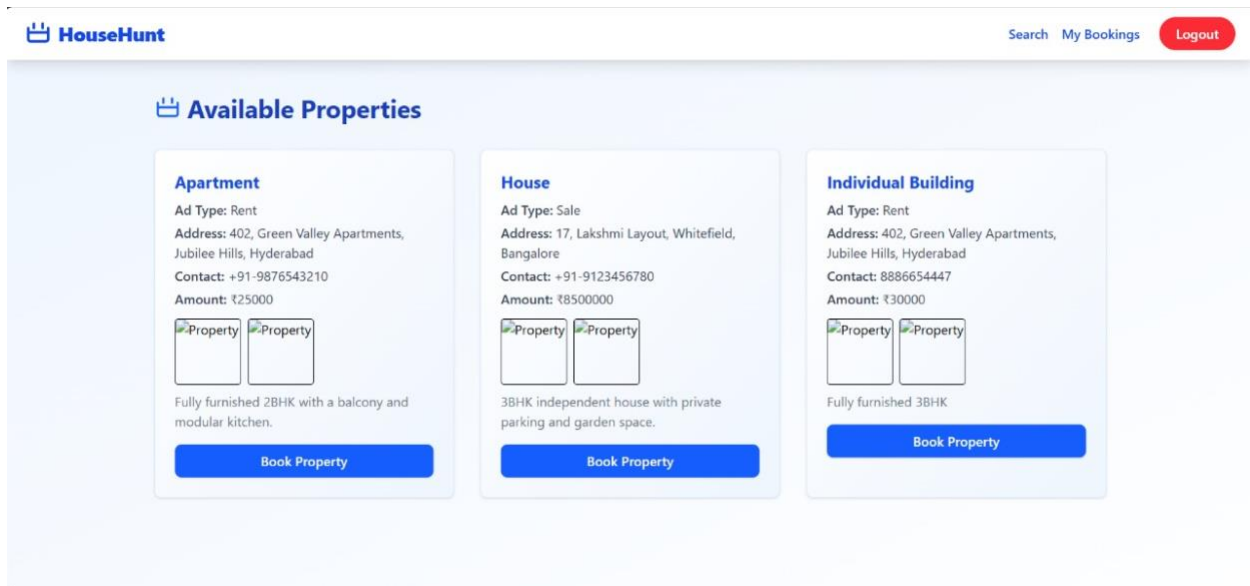 HouseHunt
Search My Bookings Logout
Available Properties
Apartment
Ad Type: Rent
Address: 402, Green Valley Apartments,
Jubilee Hills, Hyderabad
Contact: +91-9876543210
Amount: ₹25000
Property Property
Fully furnished 2BHK with a balcony and
modular kitchen.
Book Property
House
Ad Type: Sale
Address: 17, Lakshmi Layout, Whitefield,
Bangalore
Contact: +91-9123456780
Amount: ₹8500000
Property Property
3BHK independent house with private
parking and garden space.
Book Property
Individual Building
Ad Type: Rent
Address: 402, Green Valley Apartments,
Jubilee Hills, Hyderabad
Contact: 8886654447
Amount: ₹30000
Property Property
Fully furnished 3BHK
Book Property